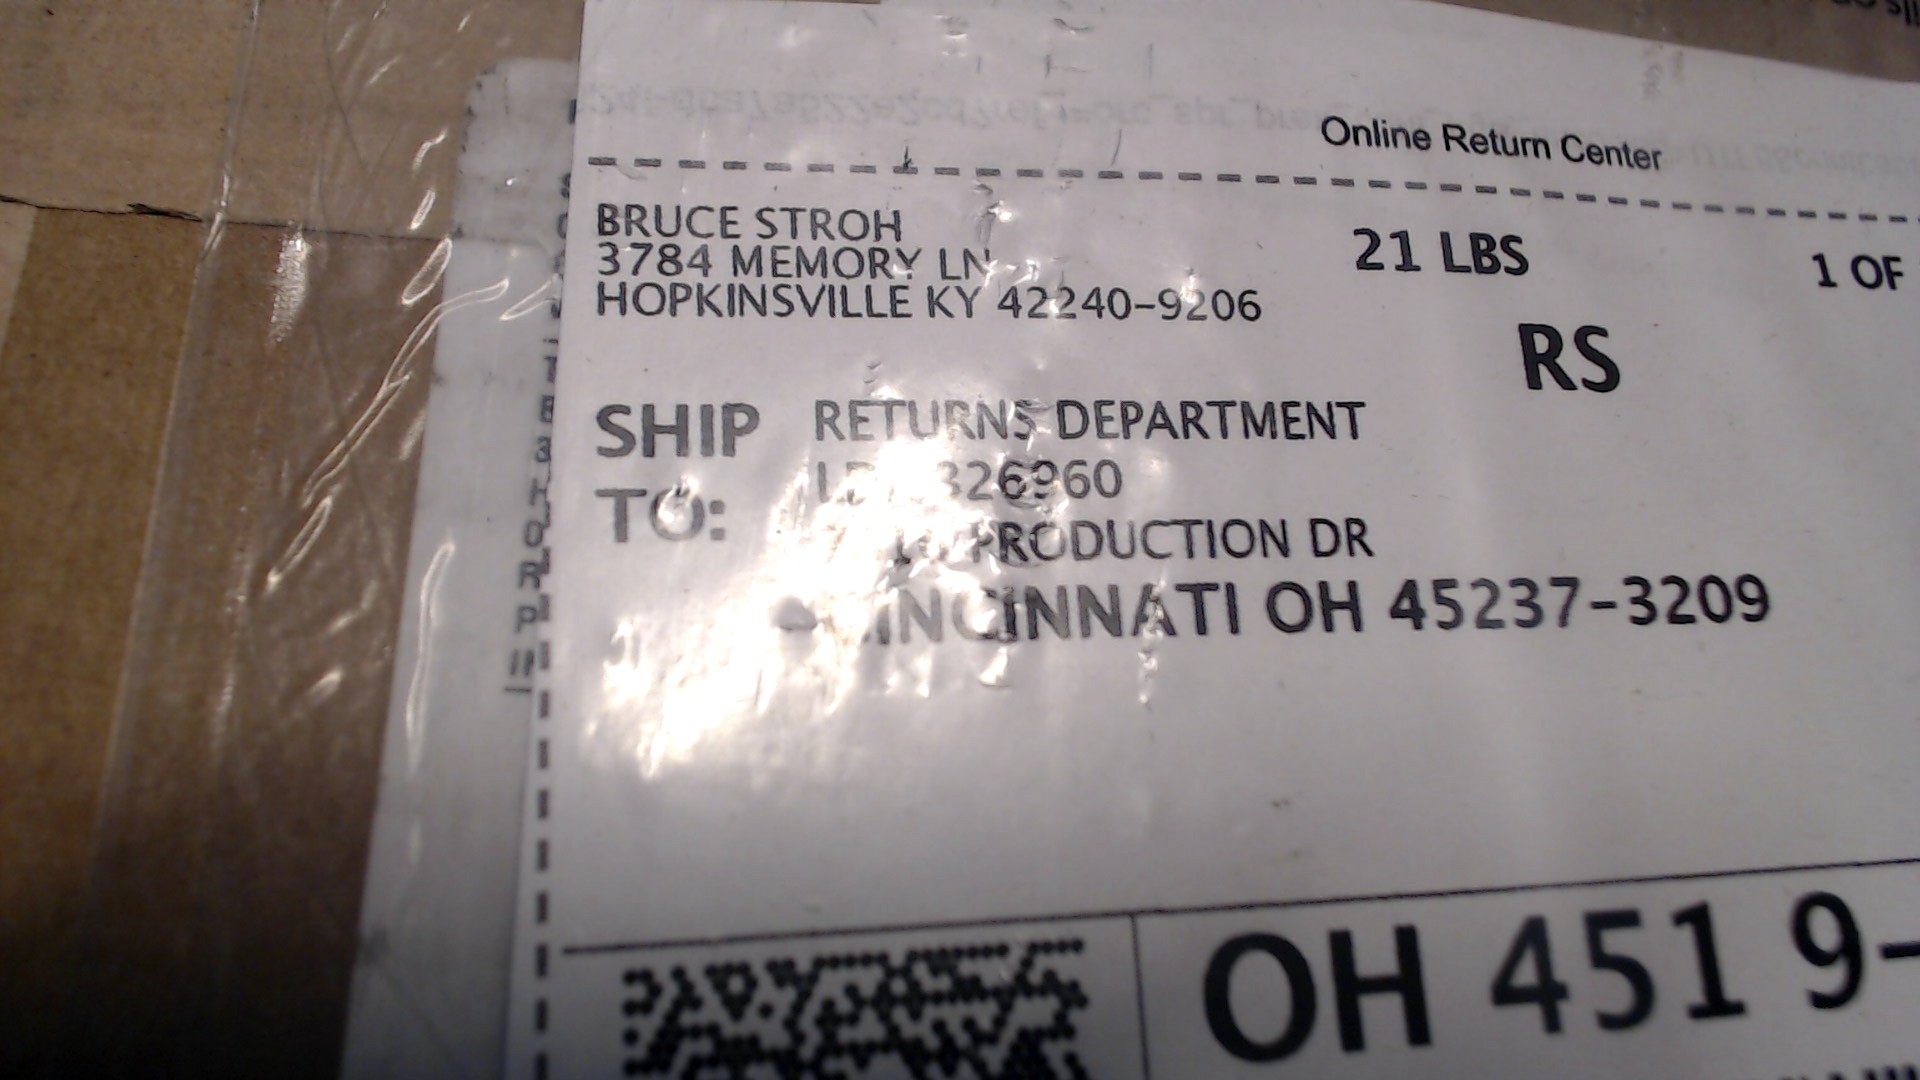 Online Return Center
BRUCE STROH
3784 MEMORY LN
HOPKINSVILLE KY 42240-9206
21 LBS
1 OF
RS
SHIP TO:
RETURNS DEPARTMENT
PRODUCTION DR
CINCINNATI OH 45237-3209
OH 451 9-